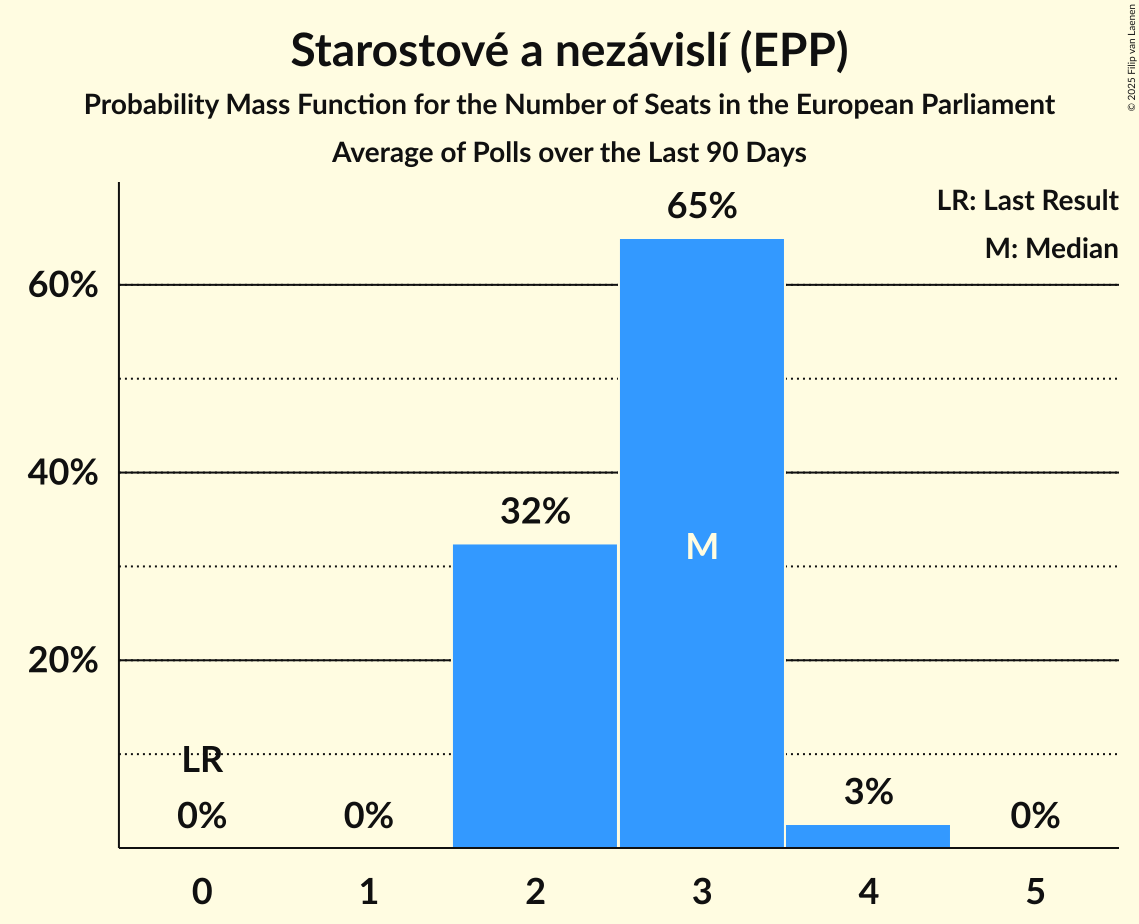 Starostové a nezávislí (EPP)
Probability Mass Function for the Number of Seats in the European Parliament
Average of Polls over the Last 90 Days
© 2025 Filip van Laenen
LR: Last Result
M: Median
65%
60%
40%
32%
M
20%
LR
3%
0%
0%
0%
0
1
2
3
4
5